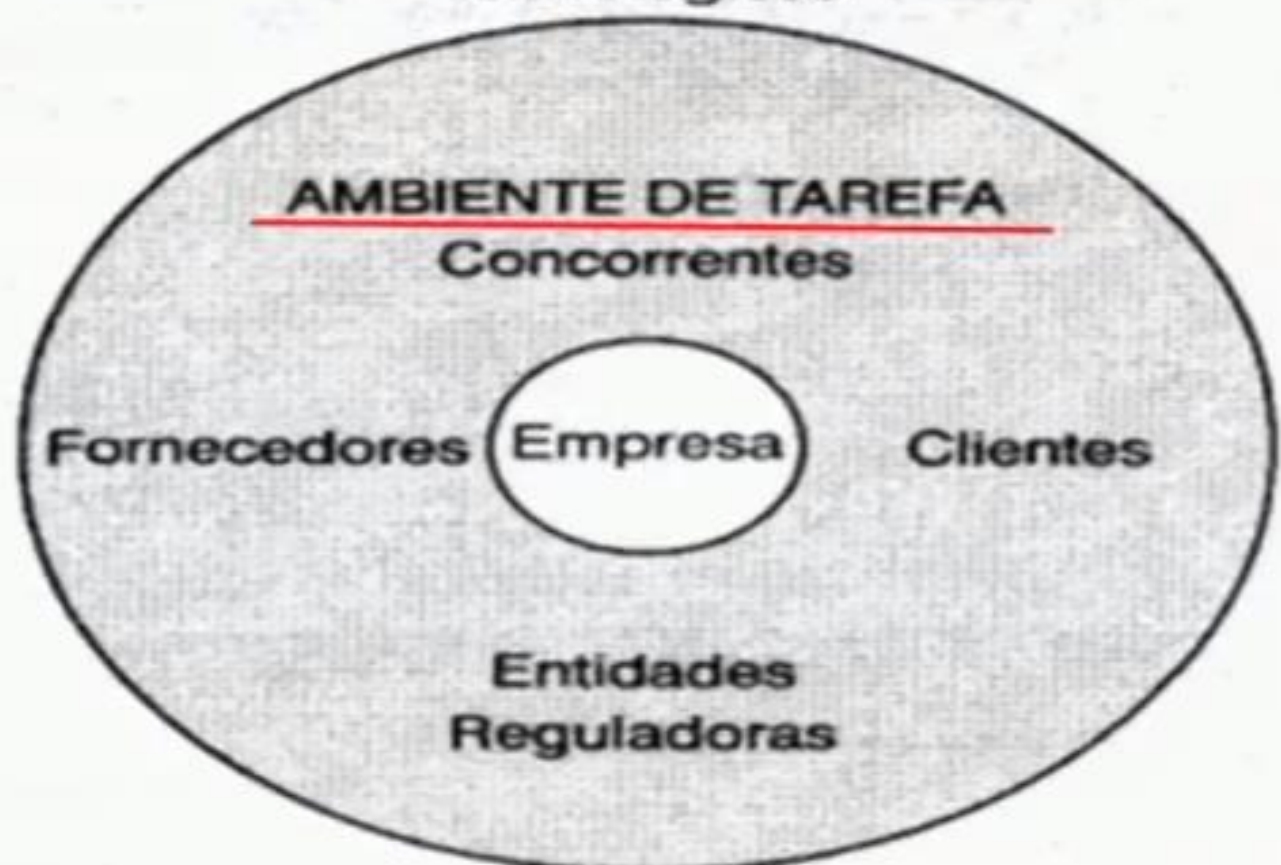 AMBIENTE DE TAREFA
Concorrentes
Fornecedores Empresa Clientes
Entidades
Reguladoras